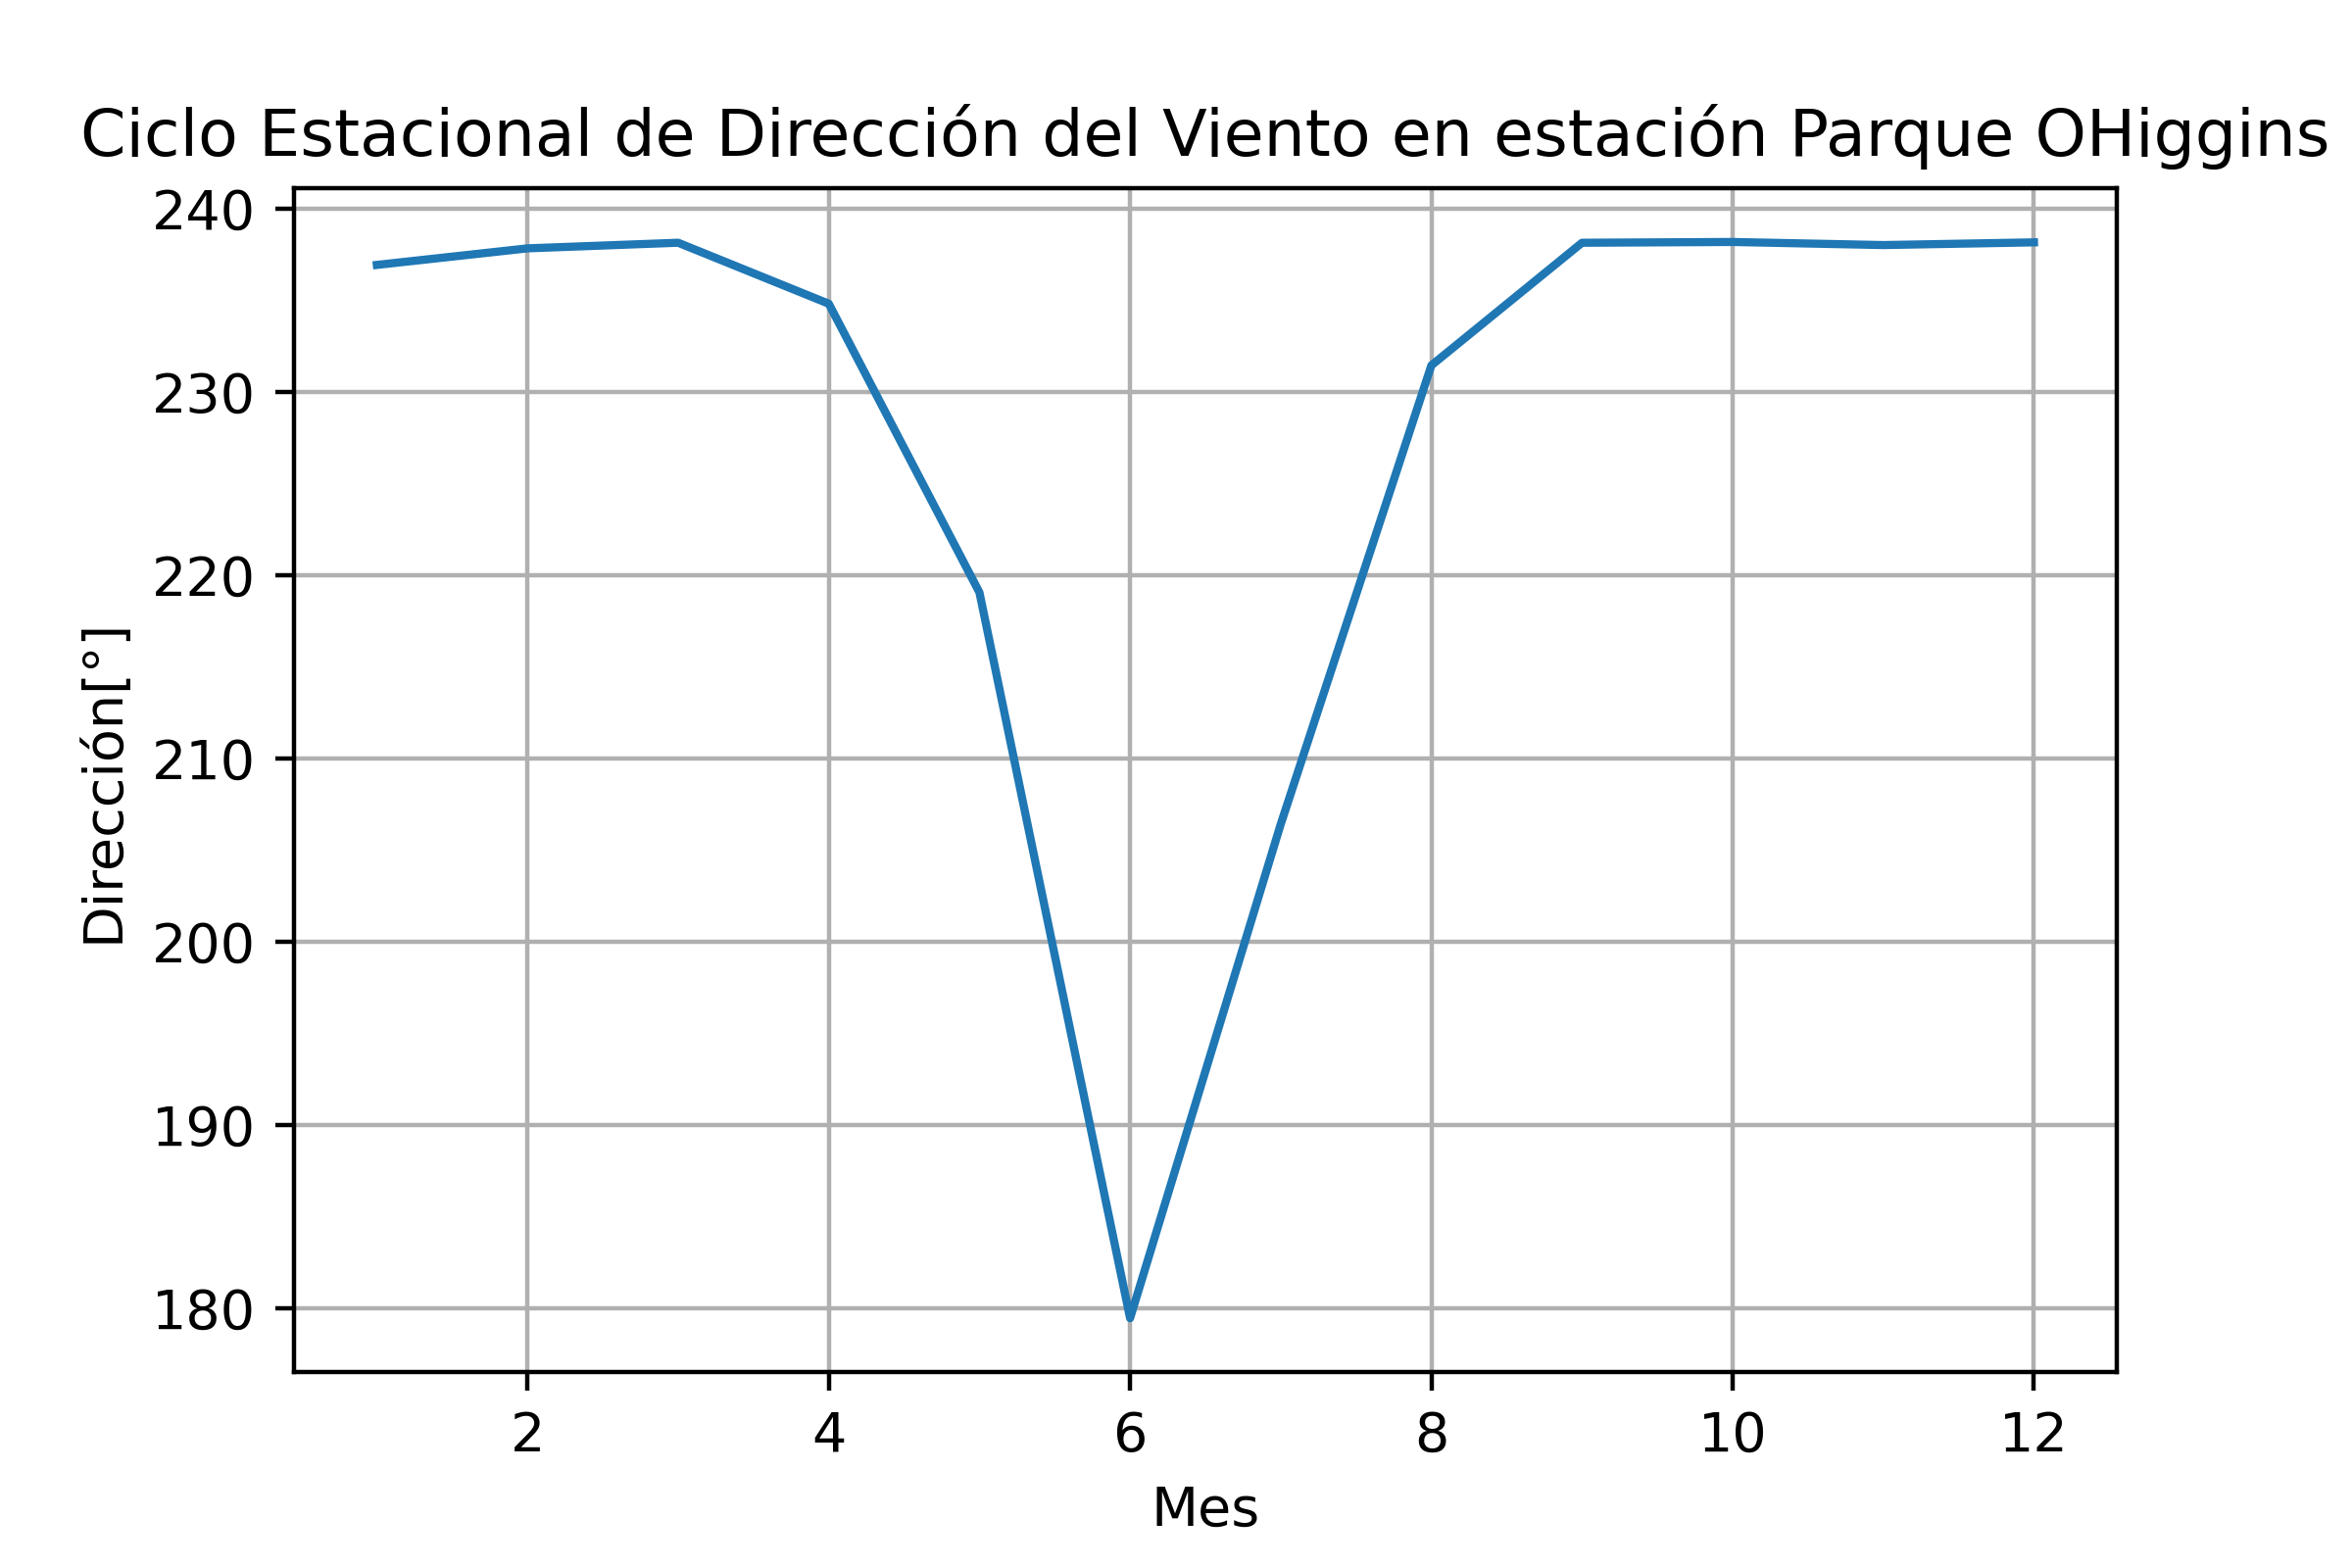 Ciclo Estacional de Dirección del Viento en estación Parque OHiggins
240
230
220
210
200
190
180
Dirección[°]
2 4 6 8 10 12
Mes